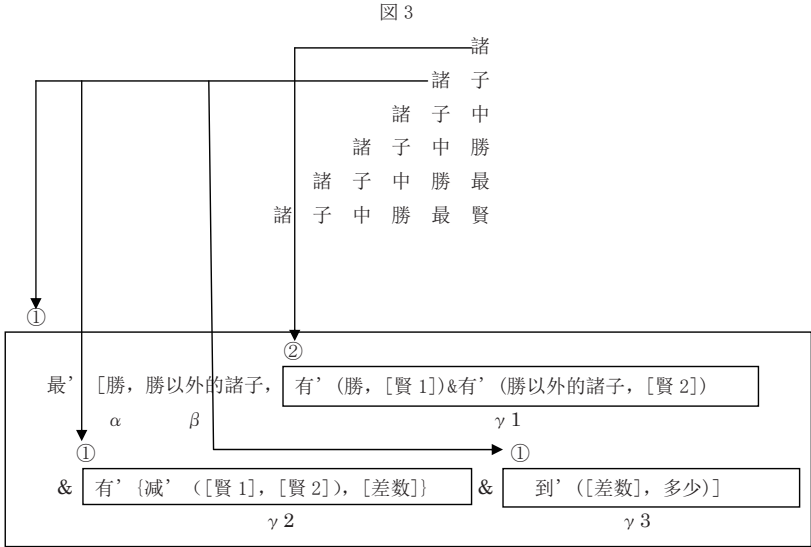 図 3
諸
諸 子
諸 子 中
諸 子 中 勝
諸 子 中 勝 最
諸 子 中 勝 最 賢
①
②
最’ [勝，勝以外的諸子， 有’(勝，[賢 1])&有’(勝以外的諸子，[賢 2])
α β γ 1
① ①
& 有’{减’([賢 1]，[賢 2])，[差数]} & 到’([差数]，多少)]
γ 2 γ 3